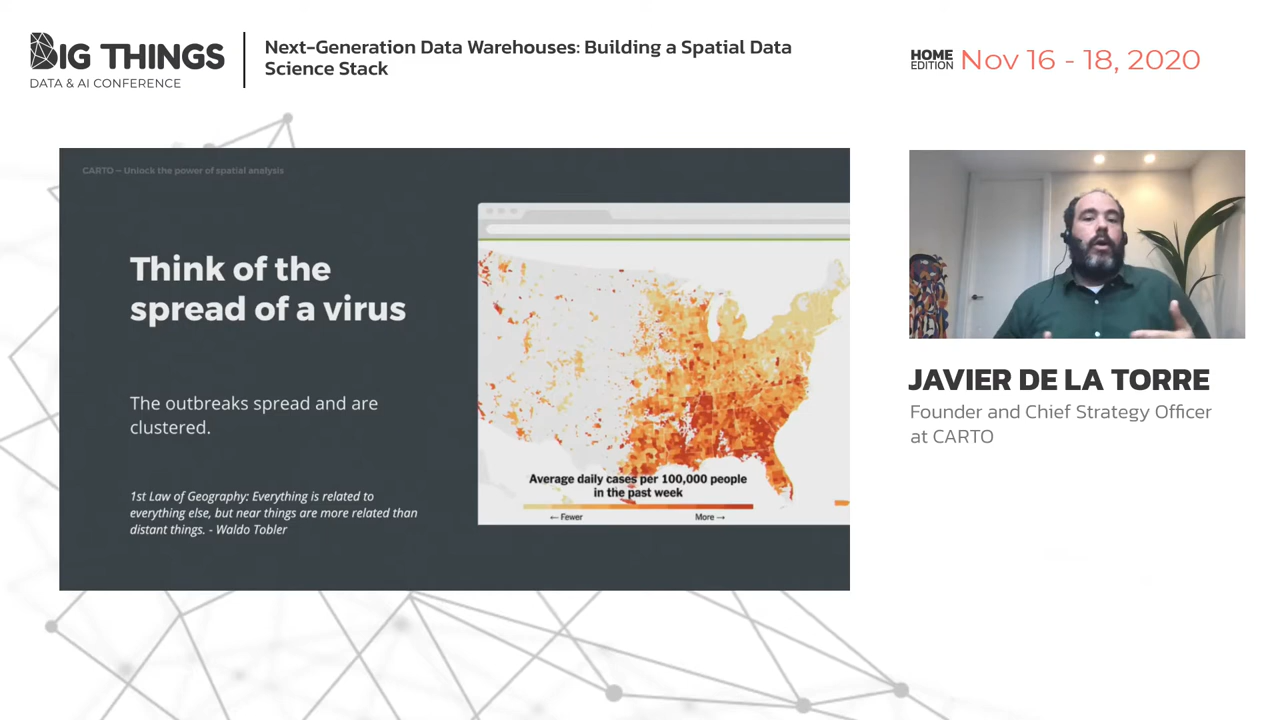 BIG THINGS
DATA & AI CONFERENCE
Next-Generation Data Warehouses: Building a Spatial Data
Science Stack
HOME
EDITION
Nov 16 - 18, 2020
CARTO – Unlock the power of spatial analysis
Think of the
spread of a virus
The outbreaks spread and are
clustered.
1st Law of Geography: Everything is related to
everything else, but near things are more related than
distant things. - Waldo Tobler
Average daily cases per 100,000 people
in the past week
← Fewer
More →
JAVIER DE LA TORRE
Founder and Chief Strategy Officer
at CARTO